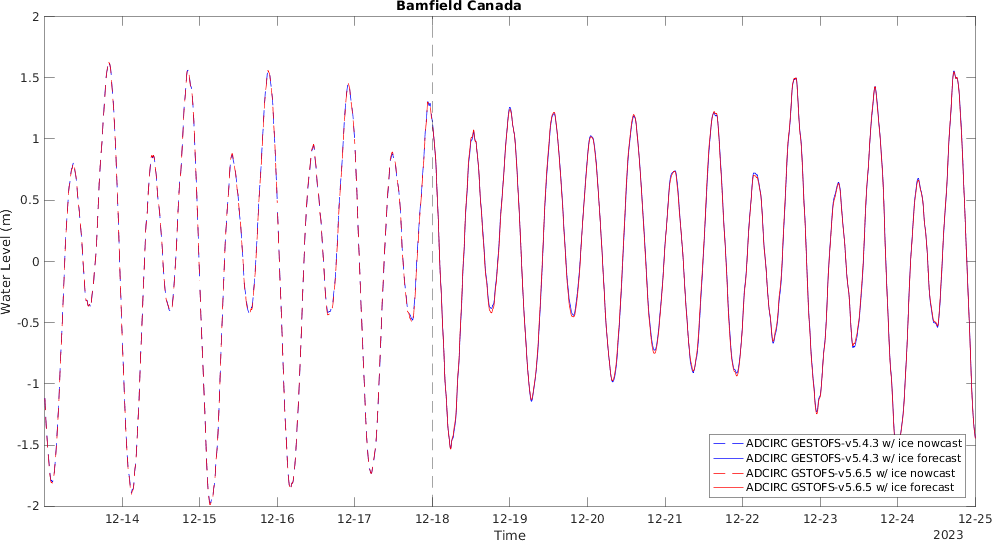 Bamfield Canada
2
1.5
1
0.5
0
-0.5
-1
-1.5
-2
Water Level (m)
12-14 12-15 12-16 12-17 12-18 12-19 12-20 12-21 12-22 12-23 12-24 12-25
Time
2023
ADCIRC GESTOFS-v5.4.3 w/ ice nowcast
ADCIRC GESTOFS-v5.4.3 w/ ice forecast
ADCIRC GSTOFS-v5.6.5 w/ ice nowcast
ADCIRC GSTOFS-v5.6.5 w/ ice forecast